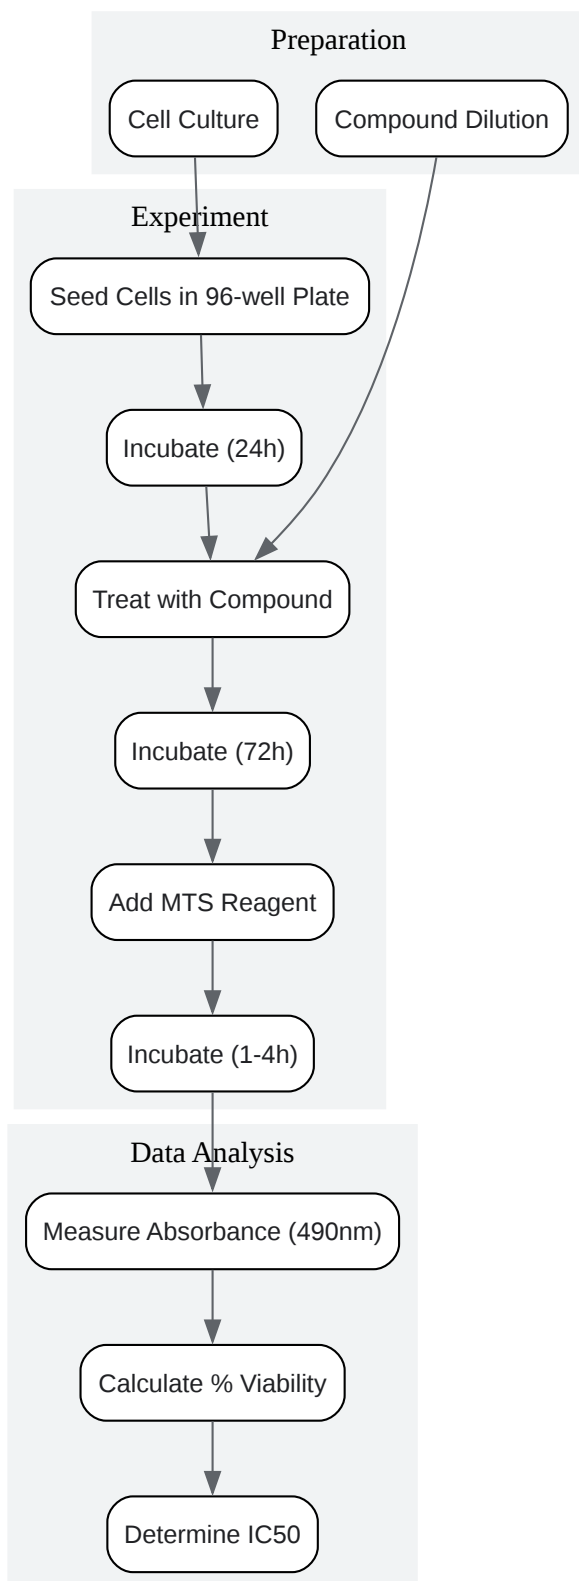 Preparation
Cell Culture
Compound Dilution
Experiment
Seed Cells in 96-well Plate
Incubate (24h)
Treat with Compound
Incubate (72h)
Add MTS Reagent
Incubate (1-4h)
Data Analysis
Measure Absorbance (490nm)
Calculate % Viability
Determine IC50